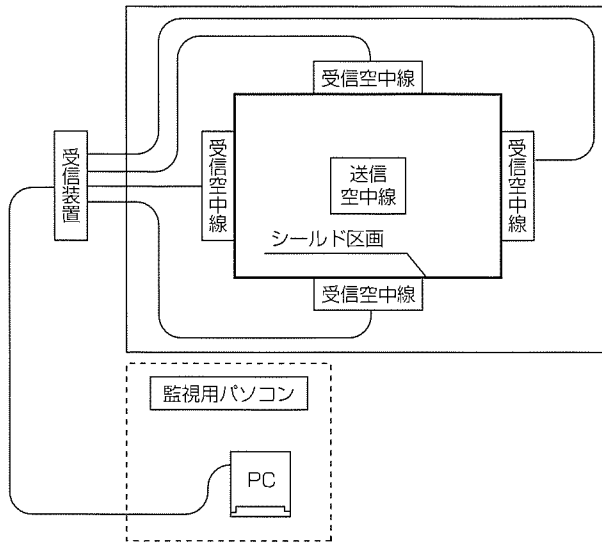 受信空中線
受信装置
受信空中線
送信
空中線
受信空中線
シールド区画
受信空中線
監視用パソコン
PC